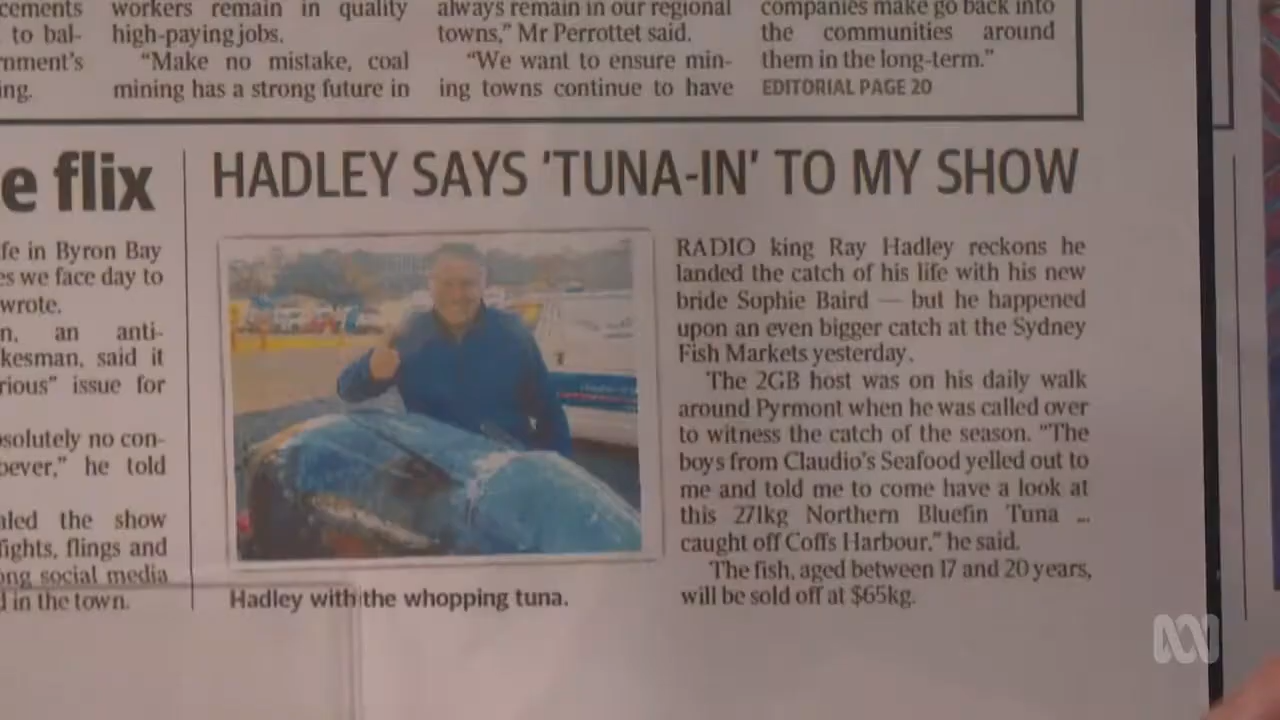 cements
to bal-
rnment's
ing.
workers remain in quality
high-paying jobs.
"Make no mistake, coal
mining has a strong future in
always remain in our regional
towns," Mr Perrottet said.
"We want to ensure min-
ing towns continue to have
companies make go back into
the communities around
them in the long-term."
EDITORIAL PAGE 20
e flix
fe in Byron Bay
es we face day to
wrote.
n, an anti-
kesman, said it
rious" issue for
solutely no con-
oever," he told
aled the show
fights, flings and
ong social media
d in the town.
HADLEY SAYS 'TUNA-IN' TO MY SHOW
Hadley with the whopping tuna.
RADIO king Ray Hadley reckons he
landed the catch of his life with his new
bride Sophie Baird — but he happened
upon an even bigger catch at the Sydney
Fish Markets yesterday.
The 2GB host was on his daily walk
around Pyrmont when he was called over
to witness the catch of the season. "The
boys from Claudio's Seafood yelled out to
me and told me to come have a look at
this 271kg Northern Bluefin Tuna ...
caught off Coffs Harbour," he said.
The fish, aged between 17 and 20 years,
will be sold off at $65kg.